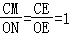 CM/ON = CE/OE = 1